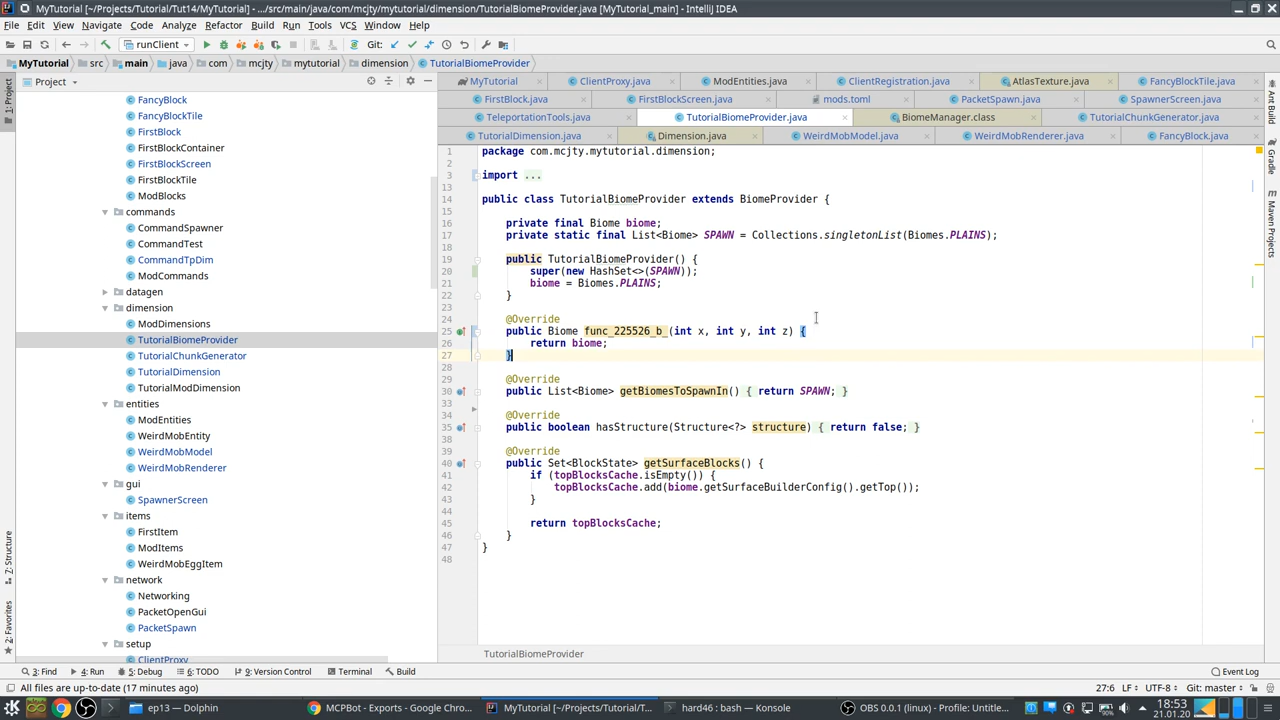 MyTutorial [~/Projects/Tutorial/Tut14/MyTutorial] - .../src/main/java/com/mcjty/mytutorial/dimension/TutorialBiomeProvider.java [MyTutorial_main] - IntelliJ IDEA
File Edit View Navigate Code Analyze Refactor Build Run Tools VCS Window Help
runClient Git:
MyTutorial src main java com mcjty mytutorial dimension TutorialBiomeProvider
Project
MyTutorial ClientProxy.java ModEntities.java ClientRegistration.java AtlasTexture.java FancyBlockTile.java
FirstBlock.java FirstBlockScreen.java mods.toml PacketSpawn.java SpawnerScreen.java
TeleportationTools.java TutorialBiomeProvider.java BiomeManager.class TutorialChunkGenerator.java
TutorialDimension.java Dimension.java WeirdMobModel.java WeirdMobRenderer.java FancyBlock.java
1: Project
7: Structure
2: Favorites
FancyBlock
FancyBlockTile
FirstBlock
FirstBlockContainer
FirstBlockScreen
FirstBlockTile
ModBlocks
commands
CommandSpawner
CommandTest
CommandTpDim
ModCommands
datagen
dimension
ModDimensions
TutorialBiomeProvider
TutorialChunkGenerator
TutorialDimension
TutorialModDimension
entities
ModEntities
WeirdMobEntity
WeirdMobModel
WeirdMobRenderer
gui
SpawnerScreen
items
FirstItem
ModItems
WeirdMobEggItem
network
Networking
PacketOpenGui
PacketSpawn
setup
ClientProxy
1 package com.mcjty.mytutorial.dimension;
2
3 import ...
13
14 public class TutorialBiomeProvider extends BiomeProvider {
15
16 private final Biome biome;
17 private static final List<Biome> SPAWN = Collections.singletonList(Biomes.PLAINS);
18
19 public TutorialBiomeProvider() {
20 super(new HashSet<>(SPAWN));
21 biome = Biomes.PLAINS;
22 }
23
24 @Override
25 public Biome func_225526_b_(int x, int y, int z) {
26 return biome;
27 }
28
29 @Override
30 public List<Biome> getBiomesToSpawnIn() { return SPAWN; }
33
34 @Override
35 public boolean hasStructure(Structure<?> structure) { return false; }
38
39 @Override
40 public Set<BlockState> getSurfaceBlocks() {
41 if (topBlocksCache.isEmpty()) {
42 topBlocksCache.add(biome.getSurfaceBuilderConfig().getTop());
43 }
44
45 return topBlocksCache;
46 }
47 }
48
TutorialBiomeProvider
Ant Build
Gradle
Maven Projects
3: Find 4: Run 5: Debug 6: TODO 9: Version Control Terminal Build Event Log
All files are up-to-date (17 minutes ago) 27:6 LF UTF-8 Git: master
ep13 — Dolphin MCPBot - Exports - Google Chro... MyTutorial [~/Projects/Tutorial/T... hard46 : bash — Konsole OBS 0.0.1 (linux) - Profile: Untitl... 18:53
21.01.20